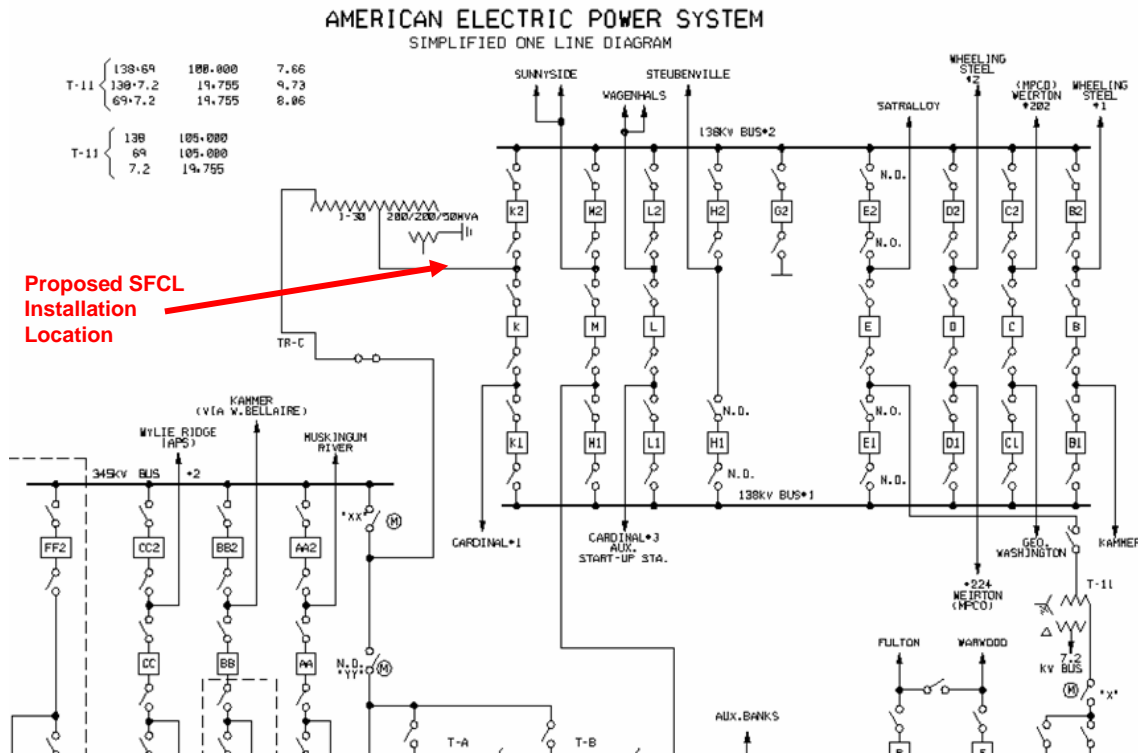 AMERICAN ELECTRIC POWER SYSTEM
SIMPLIFIED ONE LINE DIAGRAM
138-69 100.000 7.66
T-11 138-7.2 19.755 9.73
69-7.2 19.755 8.06
138 105.000
T-11 69 105.000
7.2 19.755
SUNNYSIDE
WAGENHALS
STEUBENVILLE
SATRALLOY
WHEELING
STEEL
*2
(MPCO)
WEIRTON
*202
WHEELING
STEEL
*1
138KV BUS*2
N.O.
K2 M2 L2 H2 G2 E2 D2 C2 B2
N.O.
1-30 200/200/50MVA
Proposed SFCL
Installation
Location
K M L E D C B
TR-C
N.O. N.O.
K1 M1 L1 H1 E1 D1 C1 B1
N.O. N.O.
138KV BUS*1
KAMMER
(VIA W.BELLAIRE)
WYLIE RIDGE
(APS)
MUSKINGUM
RIVER
345KV BUS *2
"XX" M
FF2 CC2 BB2 AA2
CARDINAL*1
CARDINAL*3
AUX.
START-UP STA.
GEO.
WASHINGTON
KAMMER
*224
WEIRTON
(MPCO)
T-11
7.2
KV BUS
M "X"
CC BB AA
N.O.
"YY" M
FULTON
WARWOOD
AUX.BANKS
T-A T-B
F